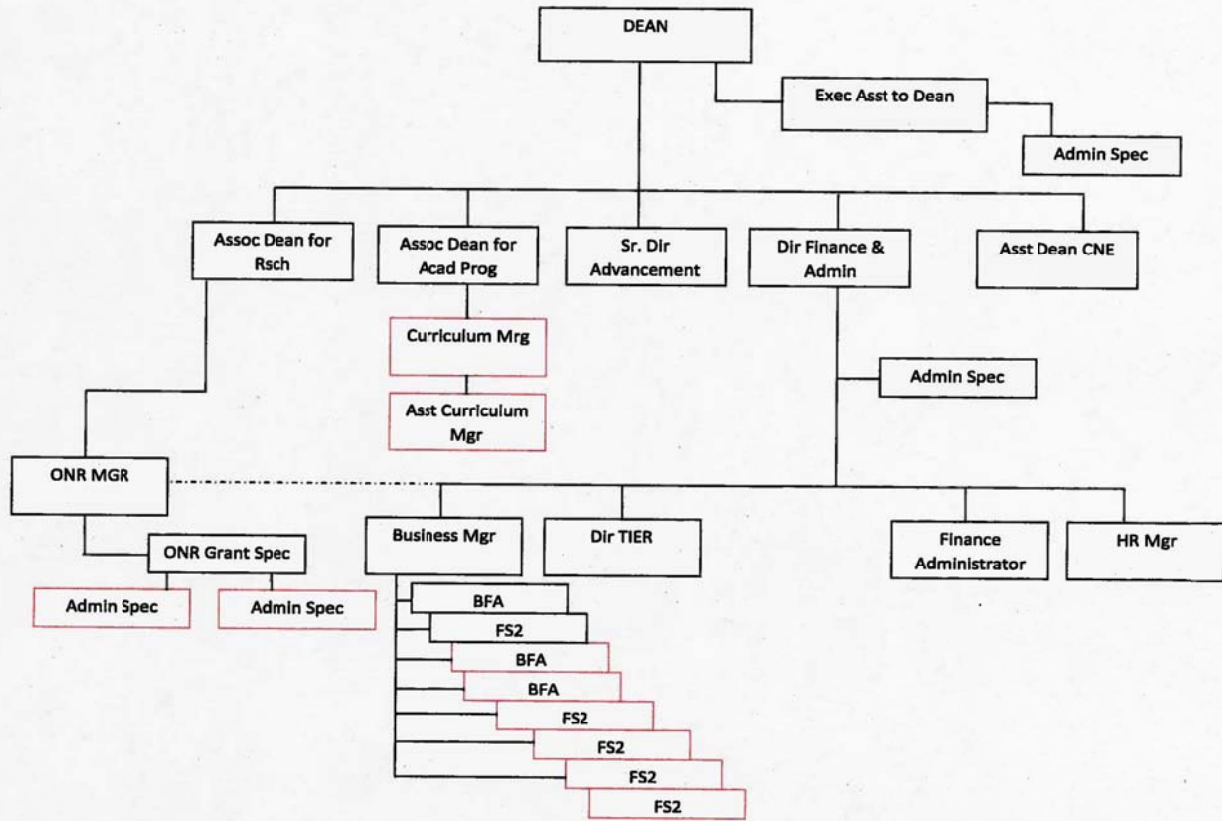 DEAN
Exec Asst to Dean
Admin Spec
Assoc Dean for
Rsch
Assoc Dean for
Acad Prog
Sr. Dir
Advancement
Dir Finance &
Admin
Asst Dean CNE
Curriculum Mrg
Admin Spec
Asst Curriculum
Mgr
ONR MGR
Business Mgr
Dir TIER
Finance
Administrator
HR Mgr
ONR Grant Spec
Admin Spec
Admin Spec
BFA
FS2
BFA
BFA
FS2
FS2
FS2
FS2